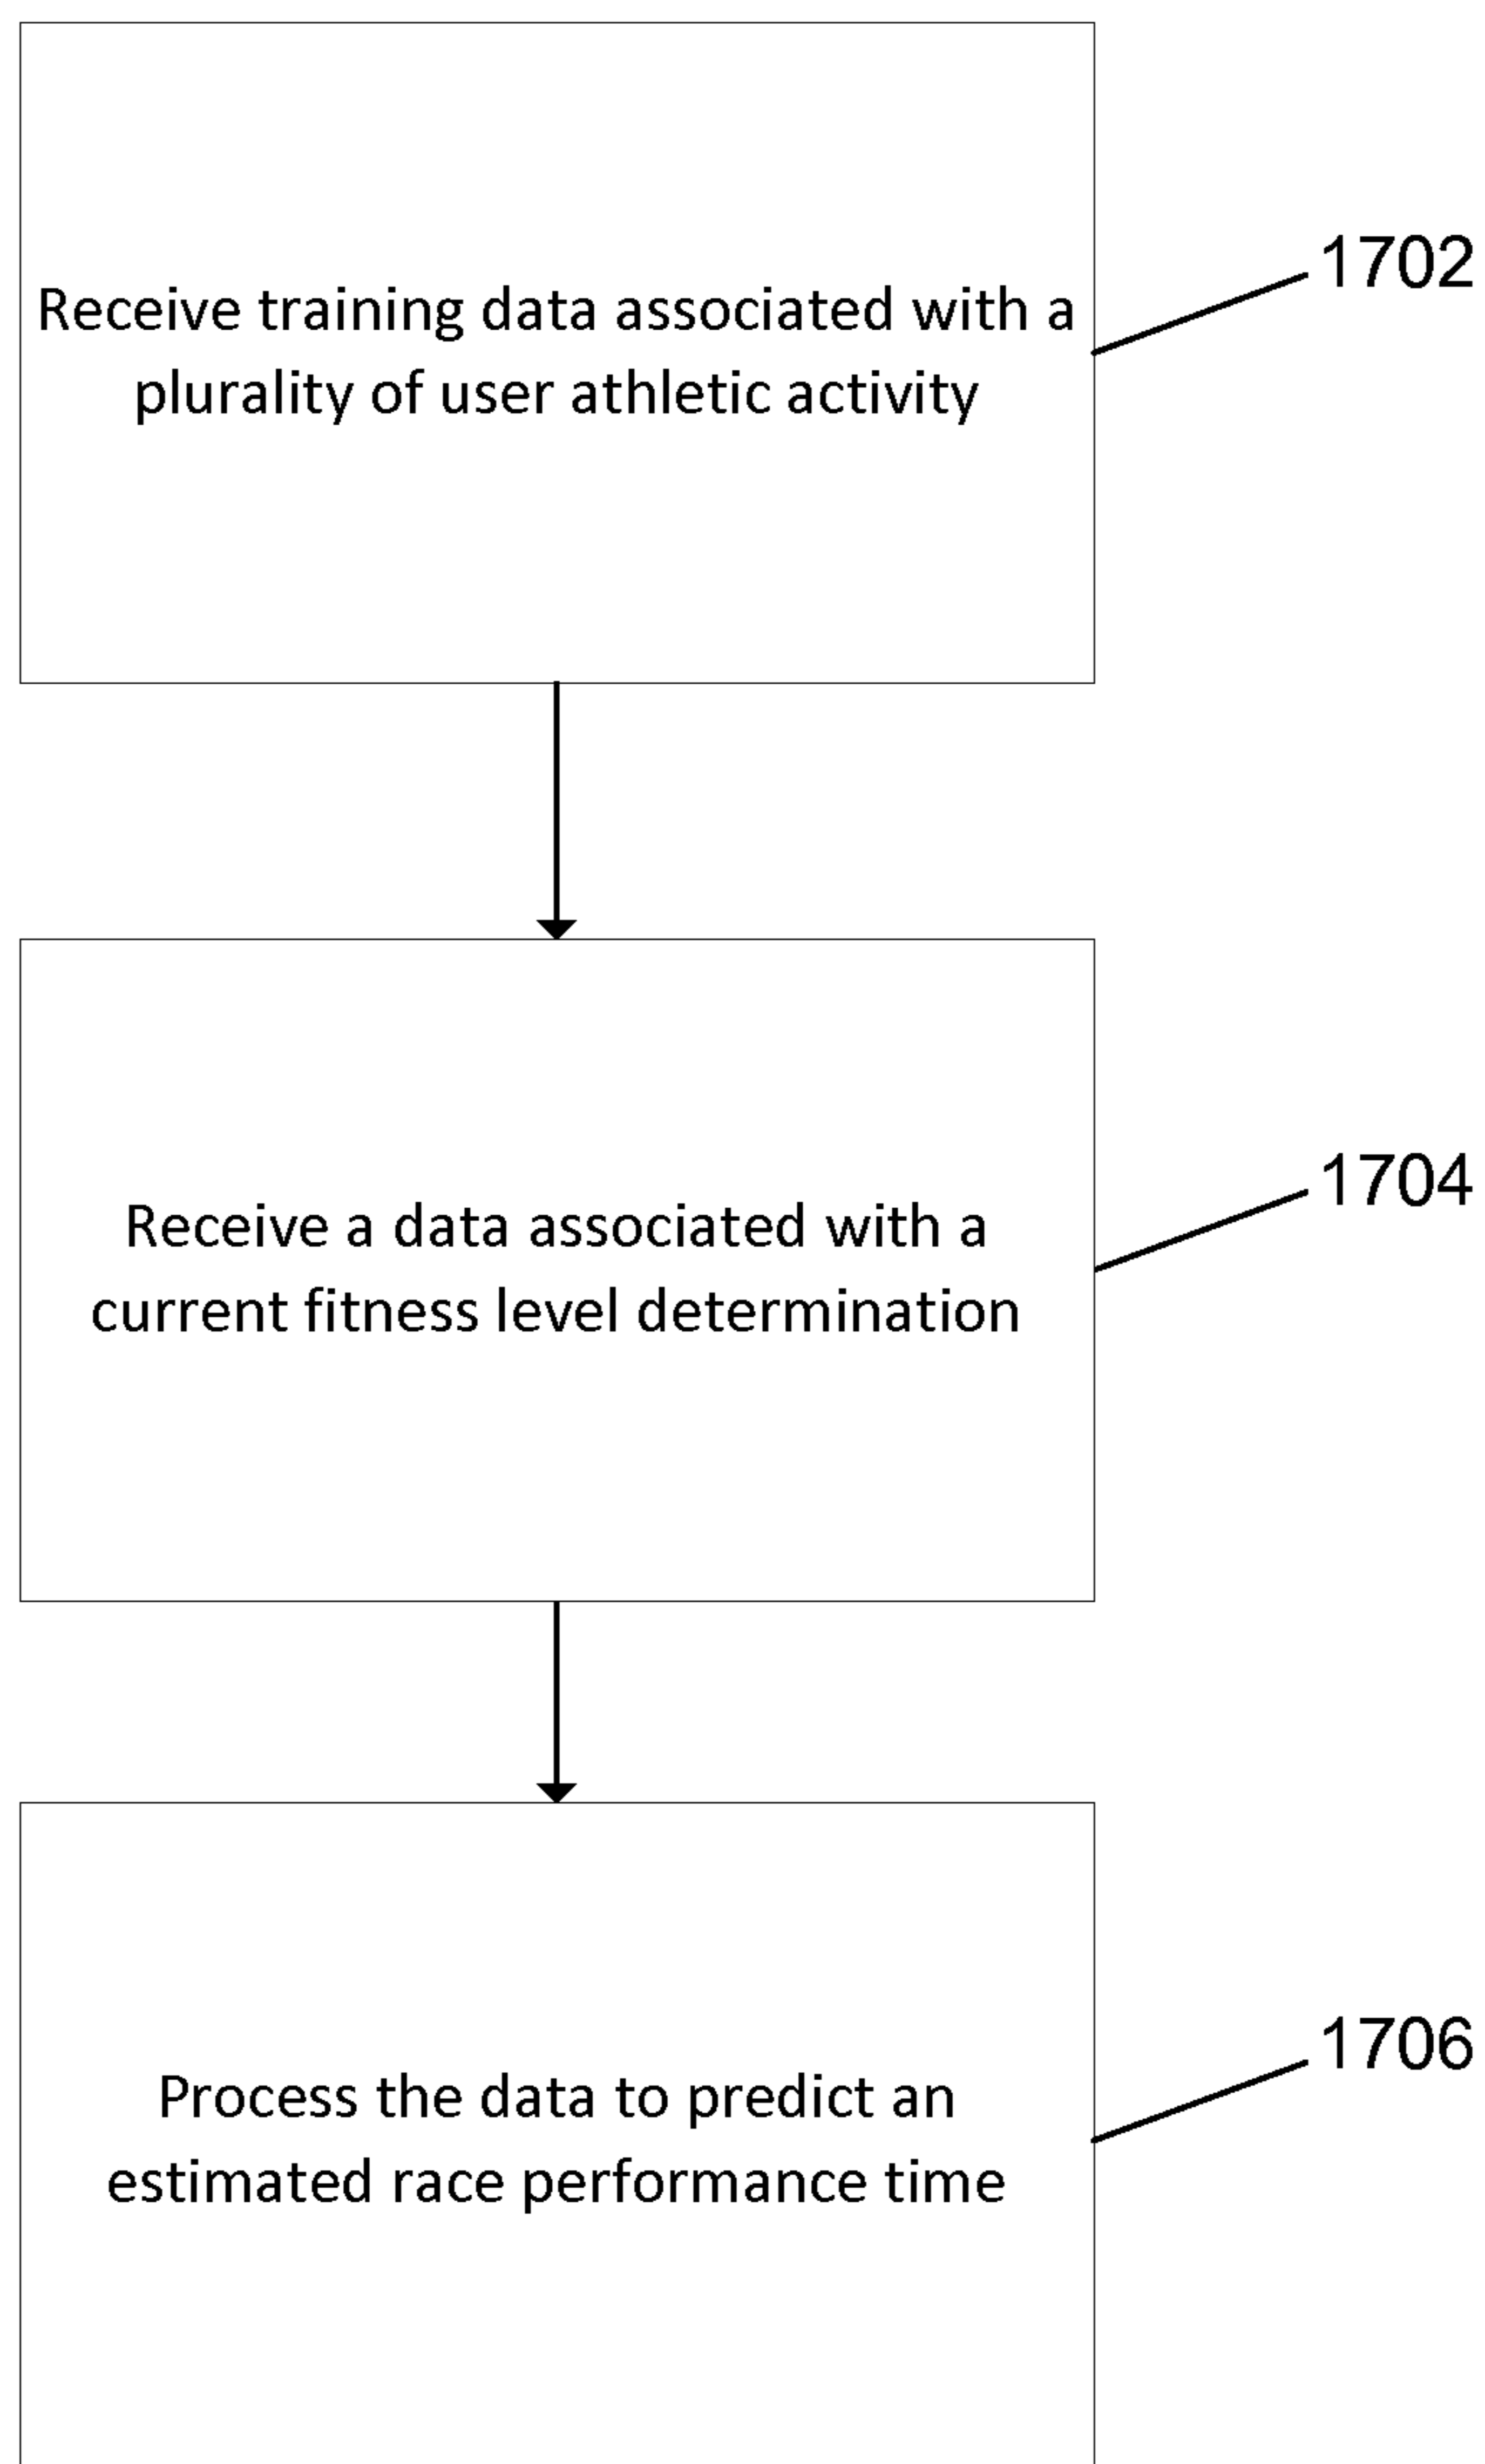 Receive training data associated with a
plurality of user athletic activity
1702
Receive a data associated with a
current fitness level determination
1704
Process the data to predict an
estimated race performance time
1706